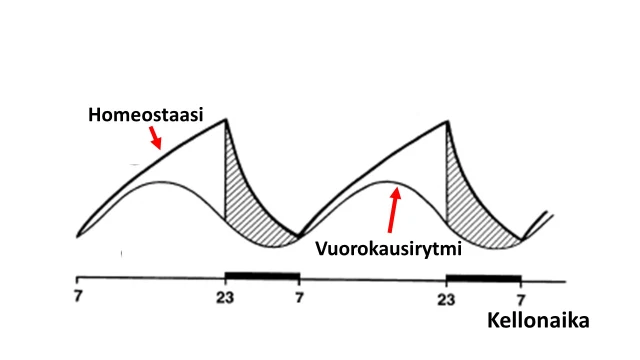 Homeostaasi
Vuorokausirytmi
7
23
7
23
7
Kellonaika